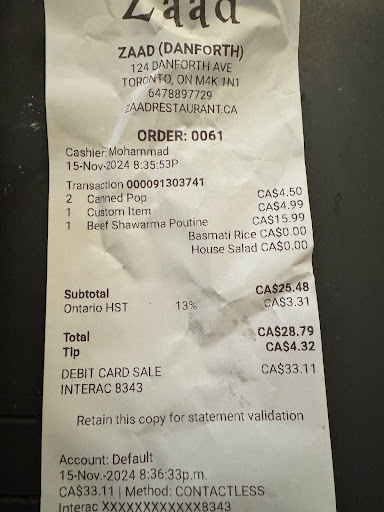 Zaad
ZAAD (DANFORTH)
124 DANFORTH AVE
TORONTO, ON M4K 1N1
6478897729
ZAADRESTAURANT.CA
ORDER: 0061
Cashier: Mohammad
15-Nov-2024 8:35:53P
Transaction 000091303741
2 Canned Pop CA$4.50
1 Custom Item CA$4.99
1 Beef Shawarma Poutine CA$15.99
Basmati Rice CA$0.00
House Salad CA$0.00
Subtotal CA$25.48
Ontario HST 13% CA$3.31
Total CA$28.79
Tip CA$4.32
DEBIT CARD SALE CA$33.11
INTERAC 8343
Retain this copy for statement validation
Account: Default
15-Nov.-2024 8:36:33p.m.
CA$33.11 | Method: CONTACTLESS
Interac XXXXXXXXXXXX8343